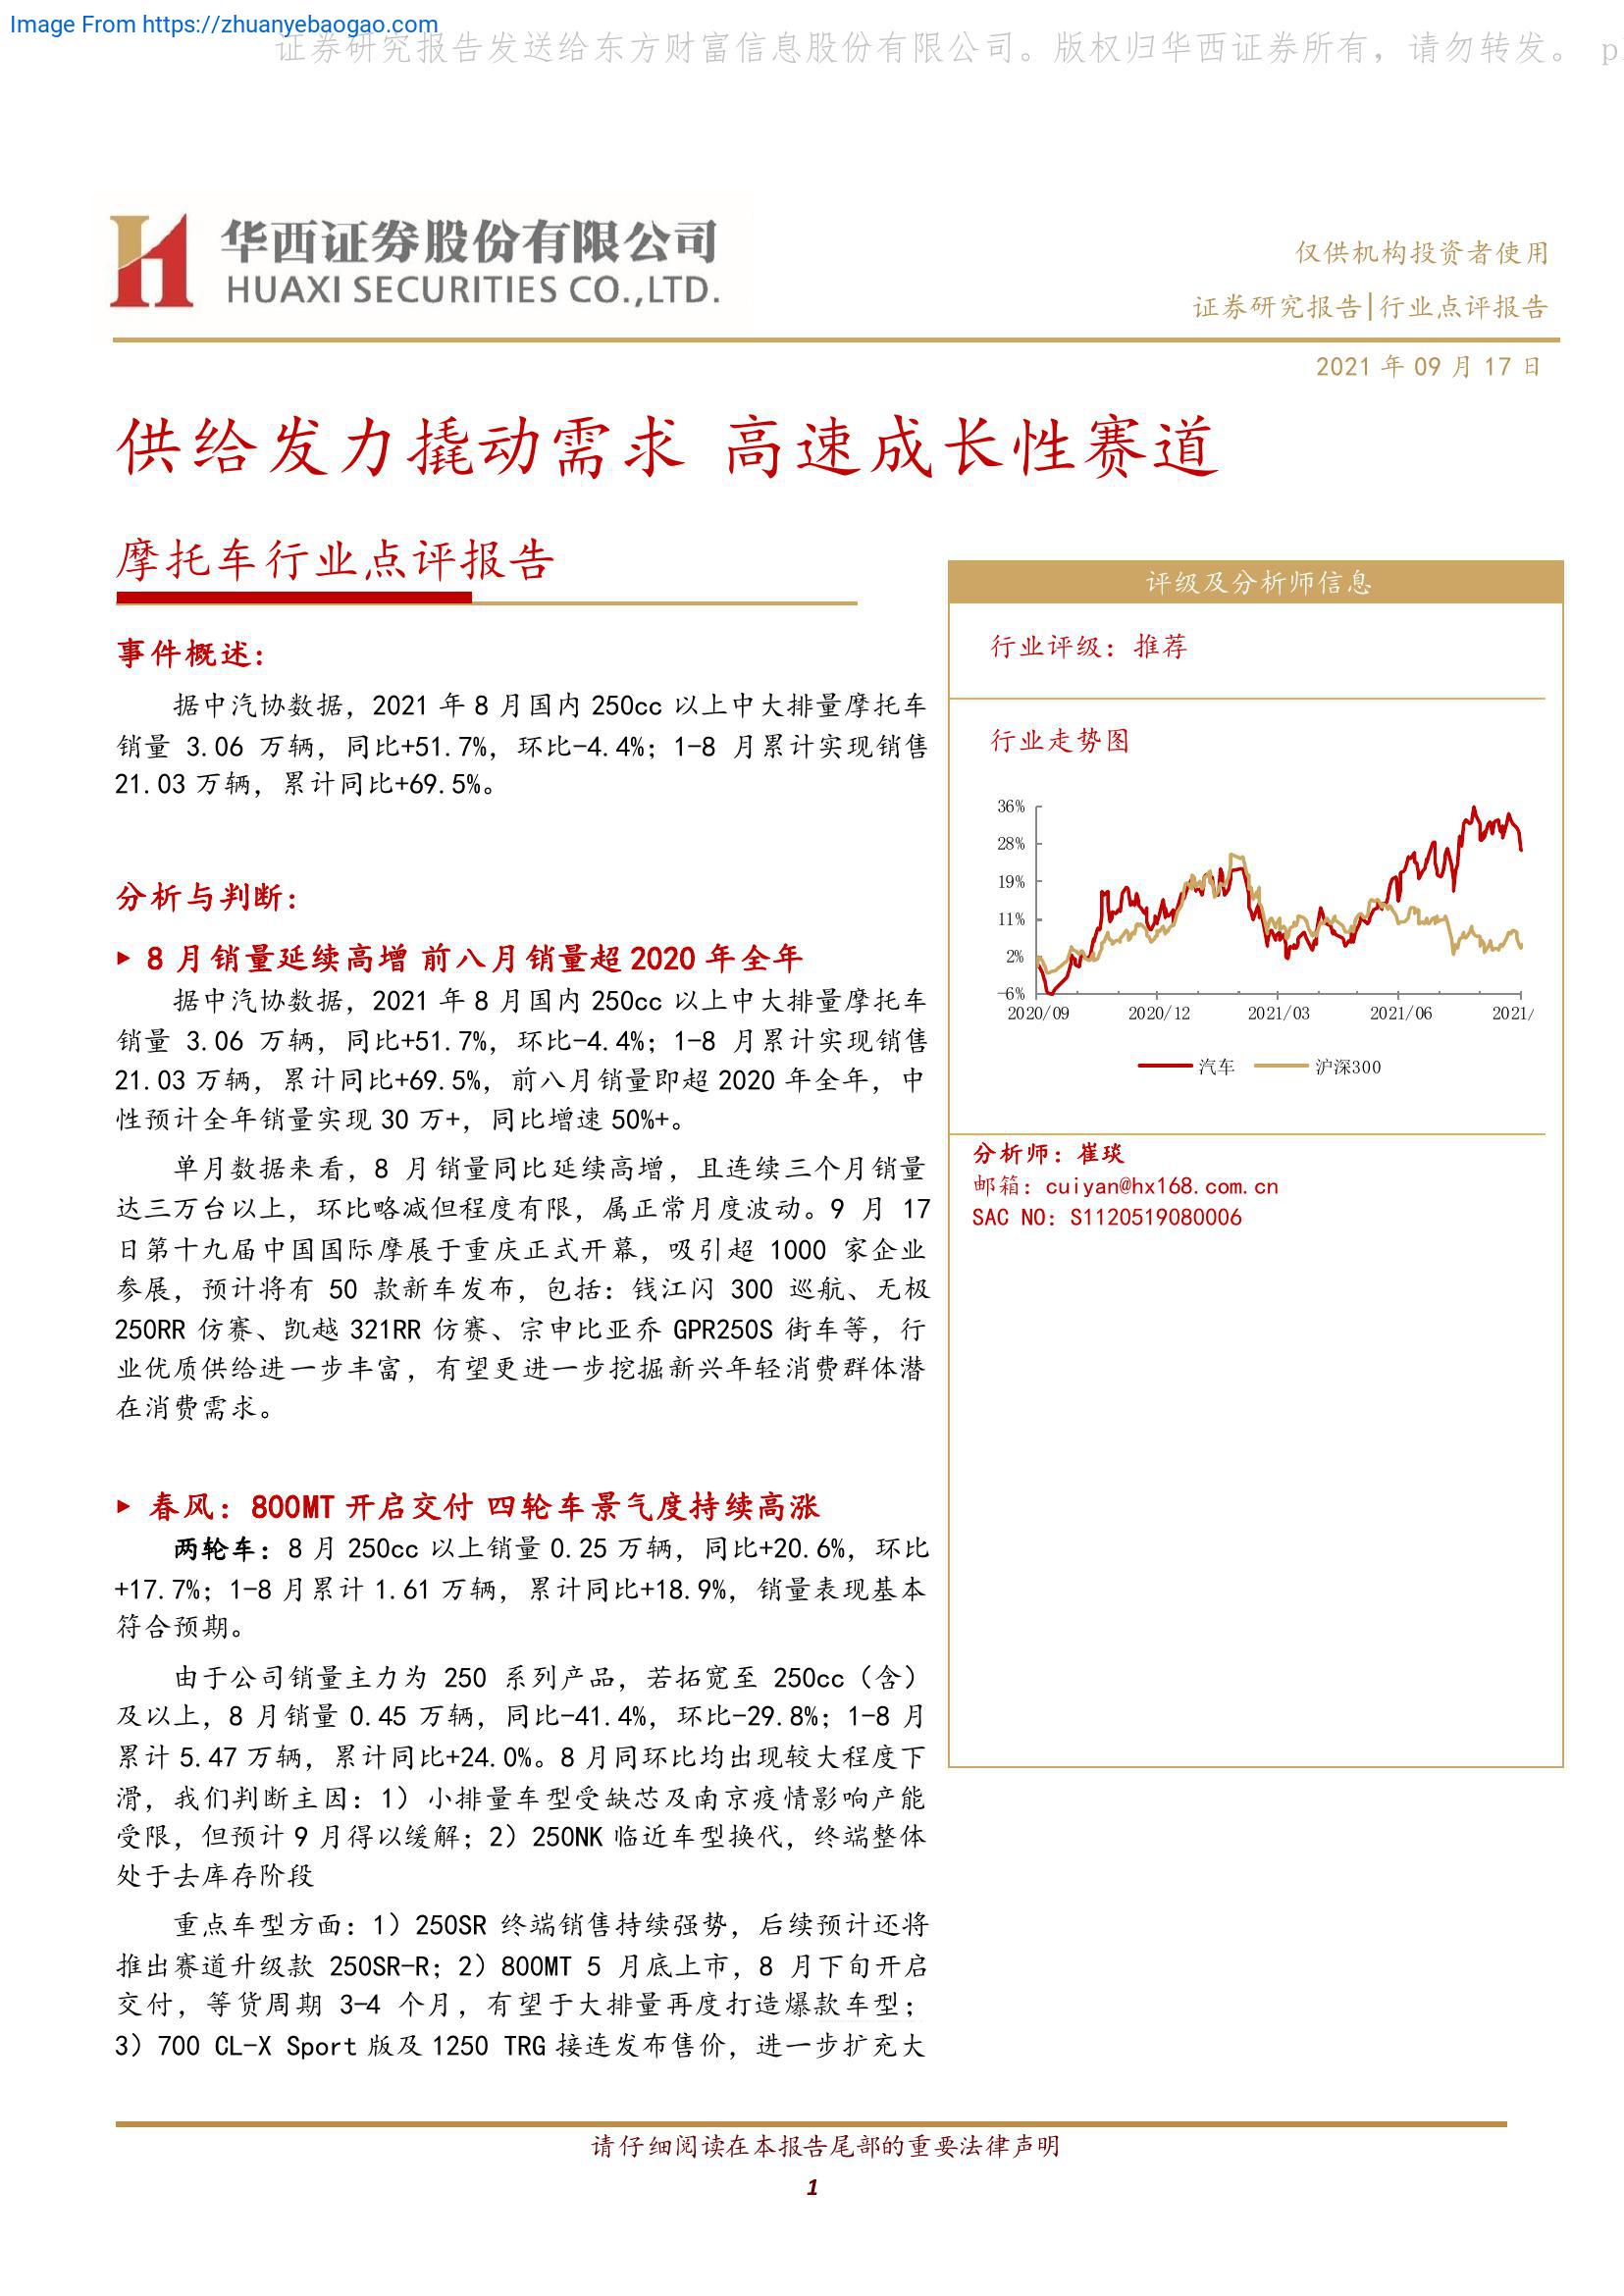 Image From https://zhuanyebaogao.com
证券研究报告发送给东方财富信息股份有限公司。版权归华西证券所有，请勿转发。 p
华西证券股份有限公司
HUAXI SECURITIES CO.,LTD.
仅供机构投资者使用
证券研究报告|行业点评报告
2021 年 09 月 17 日
供给发力撬动需求 高速成长性赛道
摩托车行业点评报告
事件概述：
据中汽协数据，2021 年 8 月国内 250cc 以上中大排量摩托车
销量 3.06 万辆，同比+51.7%，环比-4.4%；1-8 月累计实现销售
21.03 万辆，累计同比+69.5%。
分析与判断：
▶ 8 月销量延续高增 前八月销量超 2020 年全年
据中汽协数据，2021 年 8 月国内 250cc 以上中大排量摩托车
销量 3.06 万辆，同比+51.7%，环比-4.4%；1-8 月累计实现销售
21.03 万辆，累计同比+69.5%，前八月销量即超 2020 年全年，中
性预计全年销量实现 30 万+，同比增速 50%+。
单月数据来看，8 月销量同比延续高增，且连续三个月销量
达三万台以上，环比略减但程度有限，属正常月度波动。9 月 17
日第十九届中国国际摩展于重庆正式开幕，吸引超 1000 家企业
参展，预计将有 50 款新车发布，包括：钱江闪 300 巡航、无极
250RR 仿赛、凯越 321RR 仿赛、宗申比亚乔 GPR250S 街车等，行
业优质供给进一步丰富，有望更进一步挖掘新兴年轻消费群体潜
在消费需求。
▶ 春风：800MT 开启交付 四轮车景气度持续高涨
两轮车：8 月 250cc 以上销量 0.25 万辆，同比+20.6%，环比
+17.7%；1-8 月累计 1.61 万辆，累计同比+18.9%，销量表现基本
符合预期。
由于公司销量主力为 250 系列产品，若拓宽至 250cc（含）
及以上，8 月销量 0.45 万辆，同比-41.4%，环比-29.8%；1-8 月
累计 5.47 万辆，累计同比+24.0%。8 月同环比均出现较大程度下
滑，我们判断主因：1）小排量车型受缺芯及南京疫情影响产能
受限，但预计 9 月得以缓解；2）250NK 临近车型换代，终端整体
处于去库存阶段
重点车型方面：1）250SR 终端销售持续强势，后续预计还将
推出赛道升级款 250SR-R；2）800MT 5 月底上市，8 月下旬开启
交付，等货周期 3-4 个月，有望于大排量再度打造爆款车型；
3）700 CL-X Sport 版及 1250 TRG 接连发布售价，进一步扩充大
评级及分析师信息
行业评级：推荐
行业走势图
36%
28%
19%
11%
2%
-6%
2020/09 2020/12 2021/03 2021/06 2021/
汽车 沪深300
分析师：崔琰
邮箱：cuiyan@hx168.com.cn
SAC NO：S1120519080006
请仔细阅读在本报告尾部的重要法律声明
1